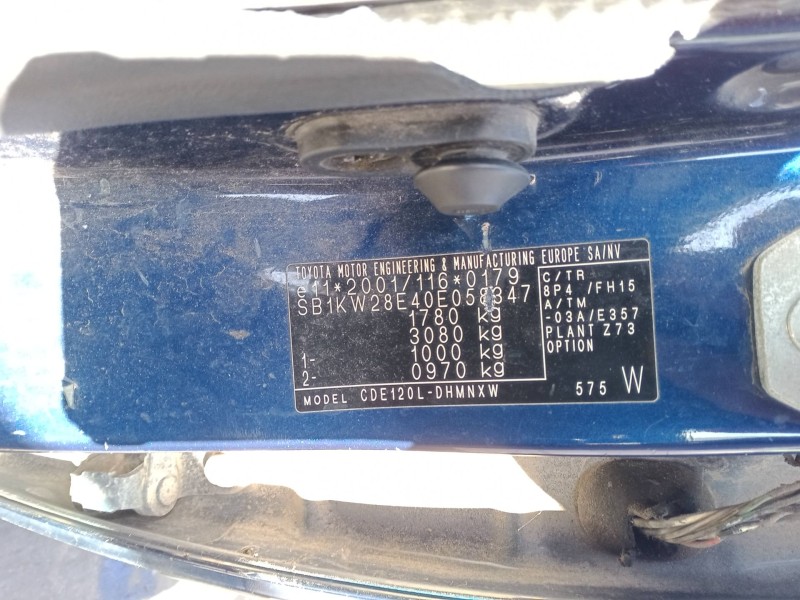 TOYOTA MOTOR ENGINEERING & MANUFACTURING EUROPE SA/NV
e11*2001/116*0179
SB1KW28E40E058347
1780 kg
3080 kg
1- 1000 kg
2- 0970 kg
C/TR
8P4 /FH15
A/TM
-03A/E357
PLANT Z73
OPTION
MODEL CDE120L-DHMNXW
575 W